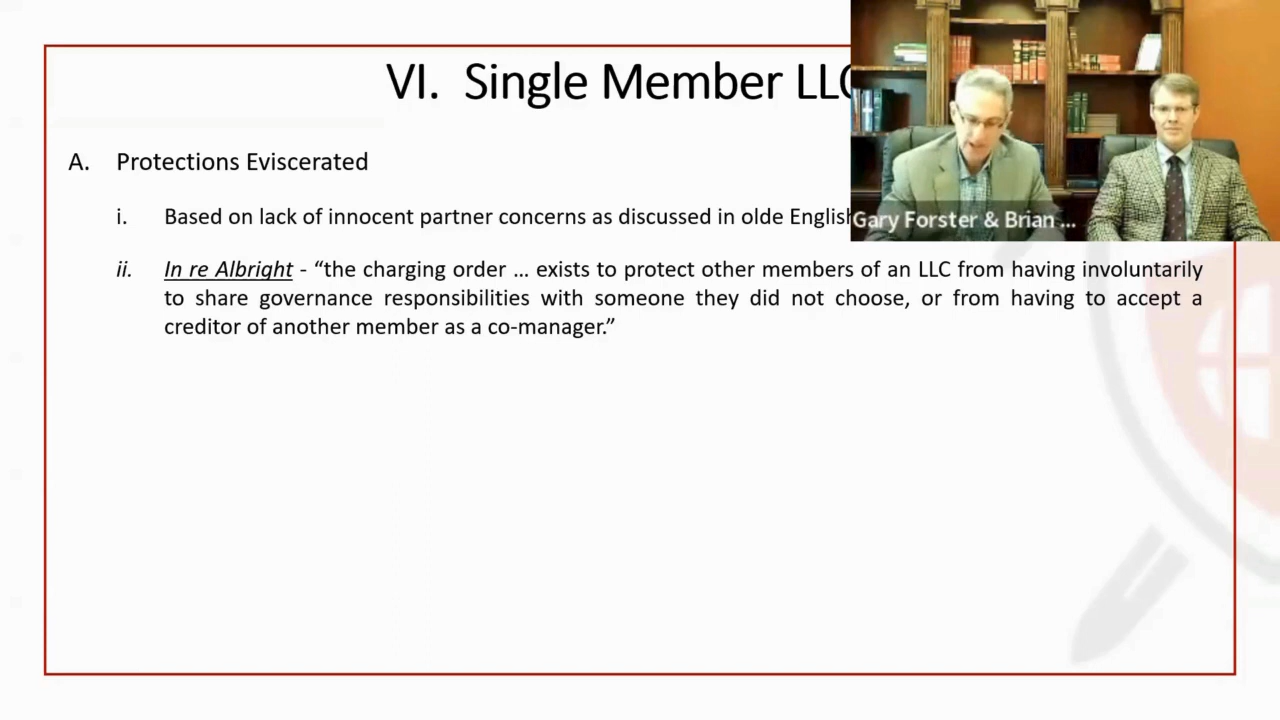 VI. Single Member LLC
A. Protections Eviscerated
i. Based on lack of innocent partner concerns as discussed in olde English
ii. In re Albright - “the charging order ... exists to protect other members of an LLC from having involuntarily
to share governance responsibilities with someone they did not choose, or from having to accept a
creditor of another member as a co-manager.”
Gary Forster & Brian ...